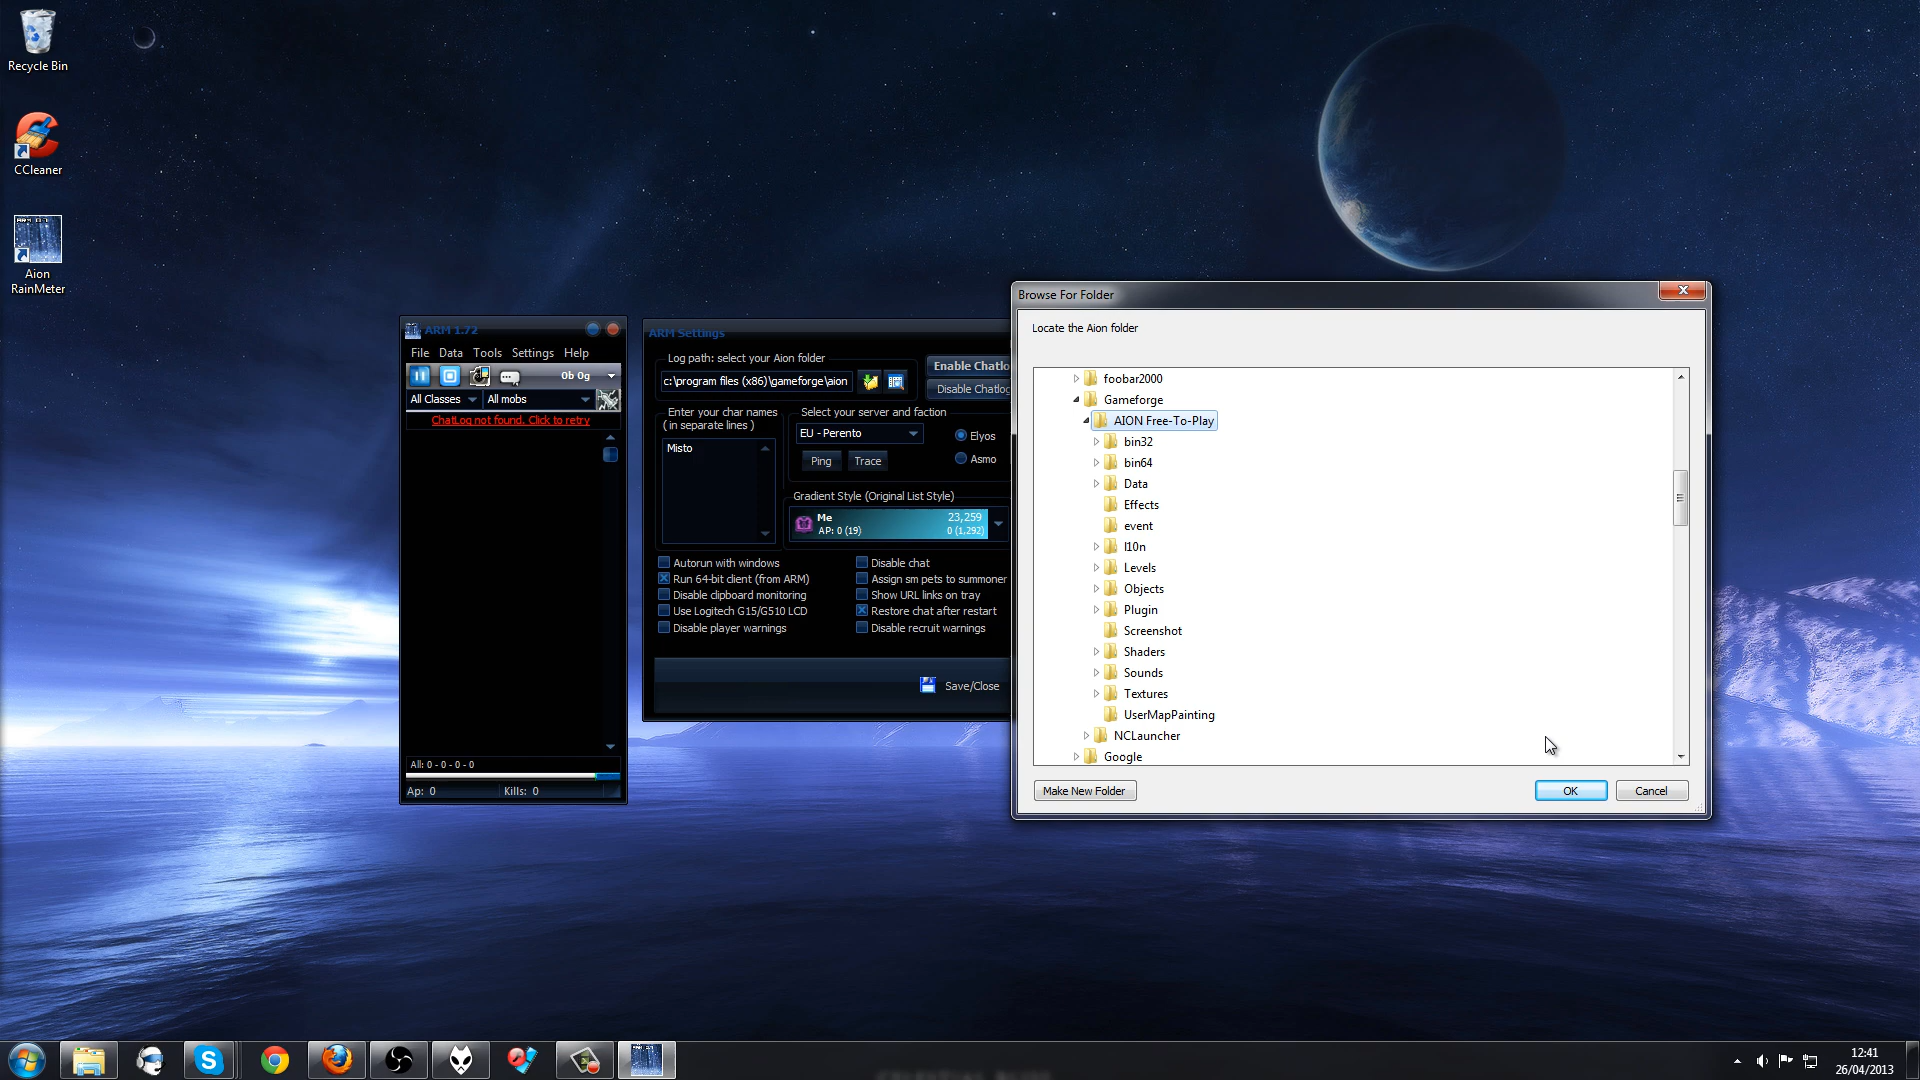 Recycle Bin
CCleaner
Aion
RainMeter
ARM 1.72
File Data Tools Settings Help
0b 0g
All Classes All mobs
ChatLog not found. Click to retry
All: 0 - 0 - 0 - 0
Ap: 0 Kills: 0
ARM Settings
Log path: select your Aion folder
c:\program files (x86)\gameforge\aion
Enable Chatlo
Disable Chatlog
Enter your char names
( in separate lines )
Misto
Select your server and faction
EU - Perento
Elyos
Ping Trace
Asmo
Gradient Style (Original List Style)
Me 23,259
AP: 0 (19) 0 (1,292)
Autorun with windows
Run 64-bit client (from ARM)
Disable clipboard monitoring
Use Logitech G15/G510 LCD
Disable player warnings
Disable chat
Assign sm pets to summoner
Show URL links on tray
Restore chat after restart
Disable recruit warnings
Save/Close
Browse For Folder
Locate the Aion folder
foobar2000
Gameforge
AION Free-To-Play
bin32
bin64
Data
Effects
event
l10n
Levels
Objects
Plugin
Screenshot
Shaders
Sounds
Textures
UserMapPainting
NCLauncher
Google
Make New Folder OK Cancel
12:41
26/04/2013